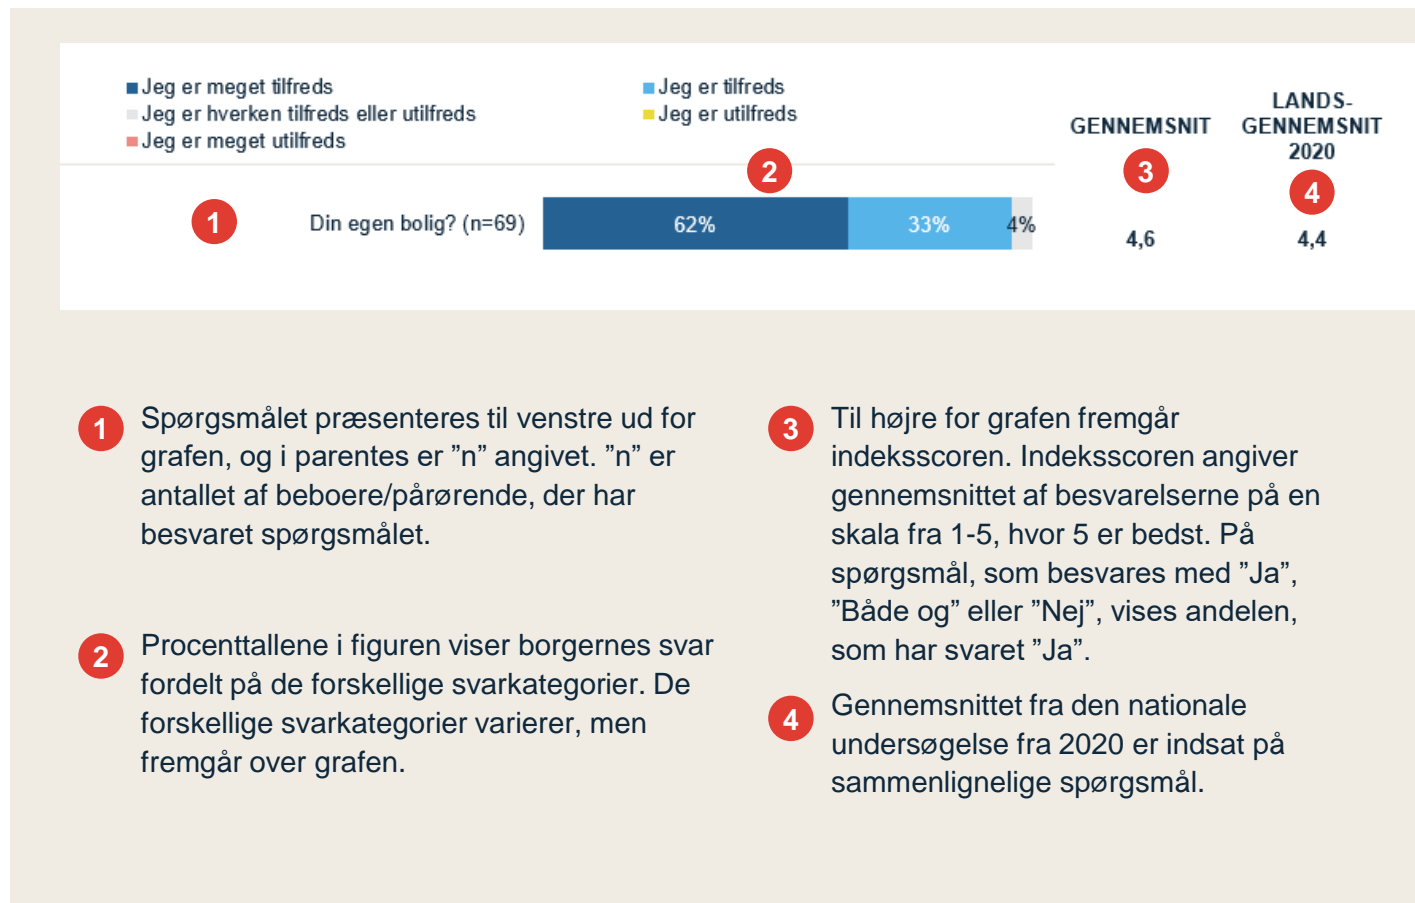 Jeg er meget tilfreds
Jeg er tilfreds
Jeg er hverken tilfreds eller utilfreds
Jeg er utilfreds
Jeg er meget utilfreds
GENNEMSNIT
LANDS-
GENNEMSNIT
2020
2
3
4
1
Din egen bolig? (n=69)
62%
33%
4%
4,6
4,4
1
Spørgsmålet præsenteres til venstre ud for
grafen, og i parentes er ”n” angivet. ”n” er
antallet af beboere/pårørende, der har
besvaret spørgsmålet.
2
Procenttallene i figuren viser borgernes svar
fordelt på de forskellige svarkategorier. De
forskellige svarkategorier varierer, men
fremgår over grafen.
3
Til højre for grafen fremgår
indeksscoren. Indeksscoren angiver
gennemsnittet af besvarelserne på en
skala fra 1-5, hvor 5 er bedst. På
spørgsmål, som besvares med ”Ja”,
”Både og” eller ”Nej”, vises andelen,
som har svaret ”Ja”.
4
Gennemsnittet fra den nationale
undersøgelse fra 2020 er indsat på
sammenlignelige spørgsmål.